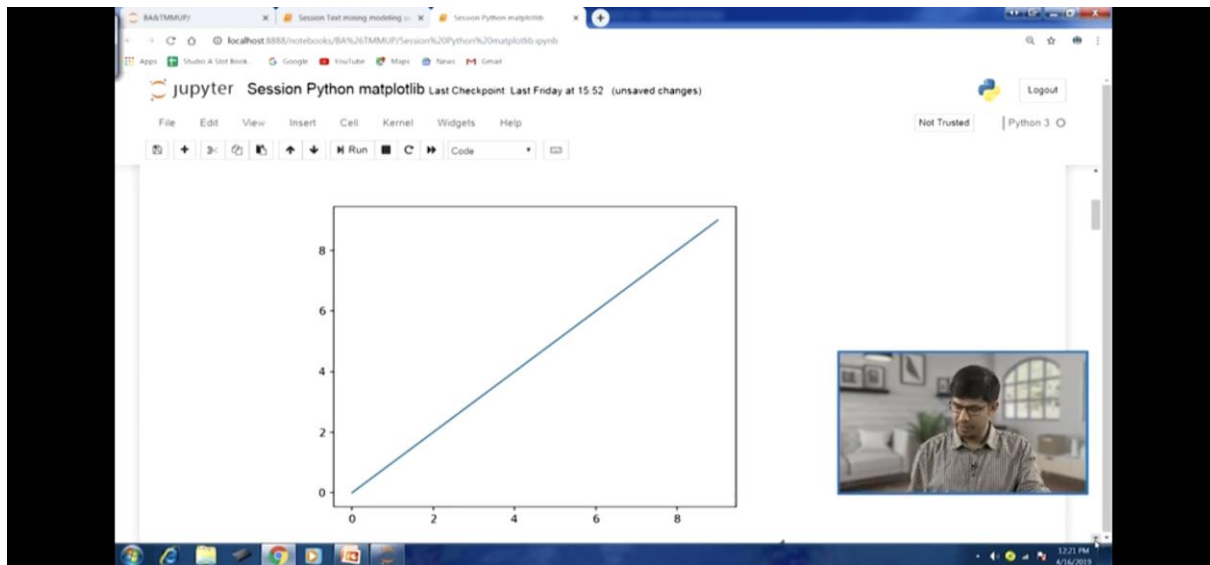 BA&TMMUP/ Session Text mining modeling u Session Python matplotlib
localhost:8888/notebooks/BA%26TMMUP/Session%20Python%20matplotlib.ipynb
Apps Studio A Slot Book Google YouTube Maps News Gmail
jupyter Session Python matplotlib Last Checkpoint Last Friday at 15 52 (unsaved changes) Logout
File Edit View Insert Cell Kernel Widgets Help Not Trusted Python 3
Run Code
8
6
4
2
0
0 2 4 6 8
12:21 PM
4/16/2019